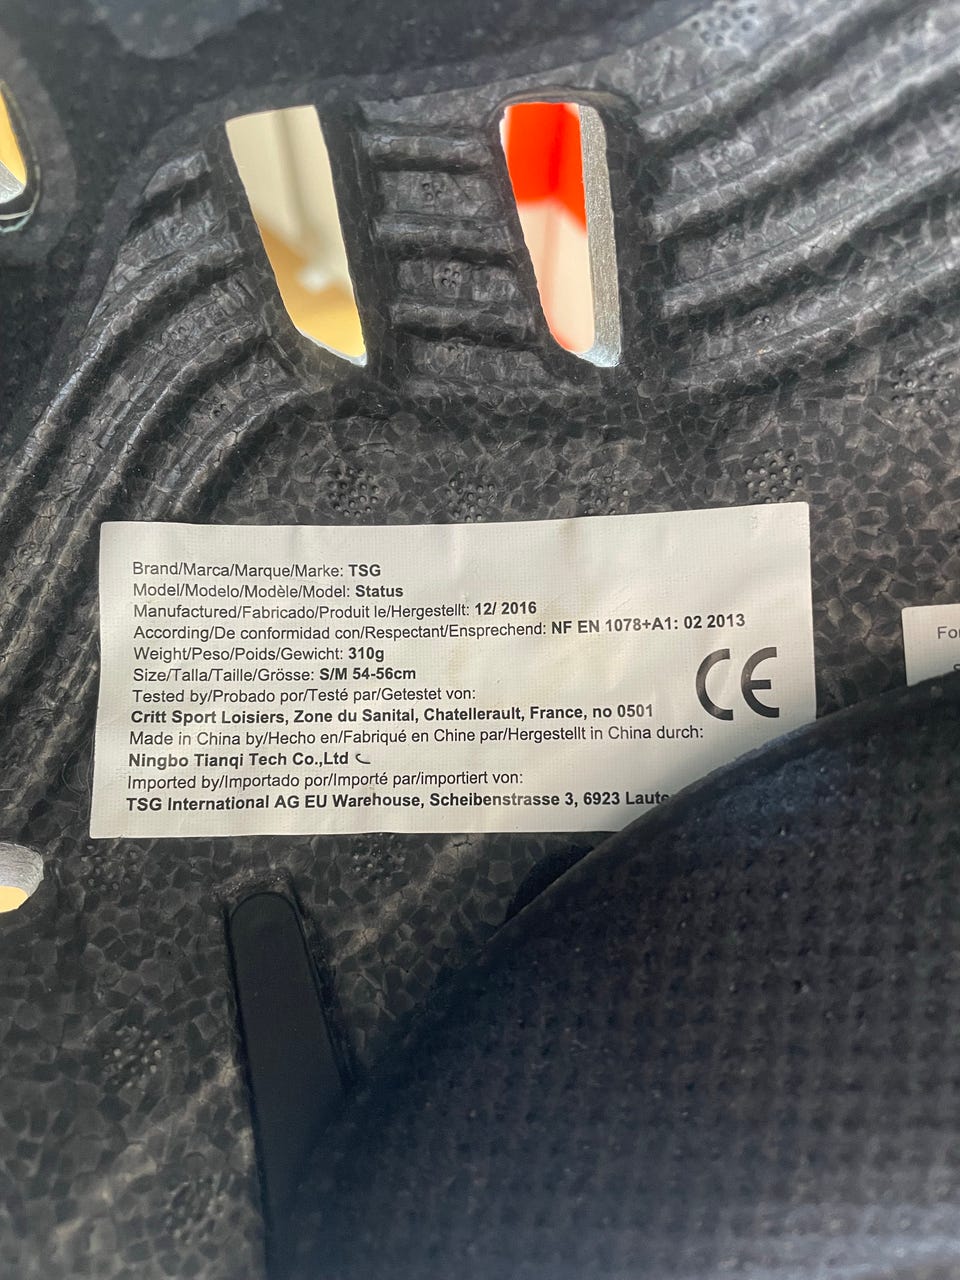 Brand/Marca/Marque/Marke: TSG
Model/Modelo/Modèle/Model: Status
Manufactured/Fabricado/Produit le/Hergestellt: 12/ 2016
According/De conformidad con/Respectant/Ensprechend: NF EN 1078+A1: 02 2013
Weight/Peso/Poids/Gewicht: 310g
Size/Talla/Taille/Grösse: S/M 54-56cm
CE
Tested by/Probado por/Testé par/Getestet von:
Critt Sport Loisiers, Zone du Sanital, Chatellerault, France, no 0501
Made in China by/Hecho en/Fabriqué en Chine par/Hergestellt in China durch:
Ningbo Tianqi Tech Co.,Ltd
Imported by/Importado por/Importé par/importiert von:
TSG International AG EU Warehouse, Scheibenstrasse 3, 6923